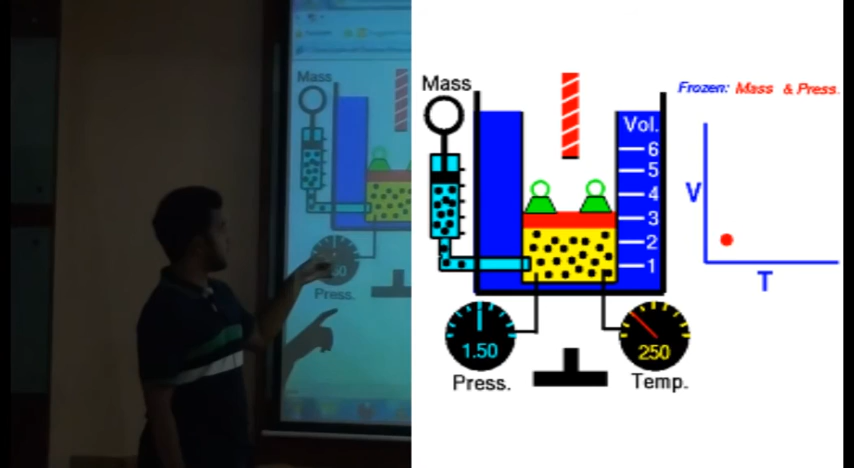 Mass
Press.
Mass
Frozen: Mass & Press.
Vol.
6
5
4
3
2
1
V
T
1.50
250
Press.
Temp.